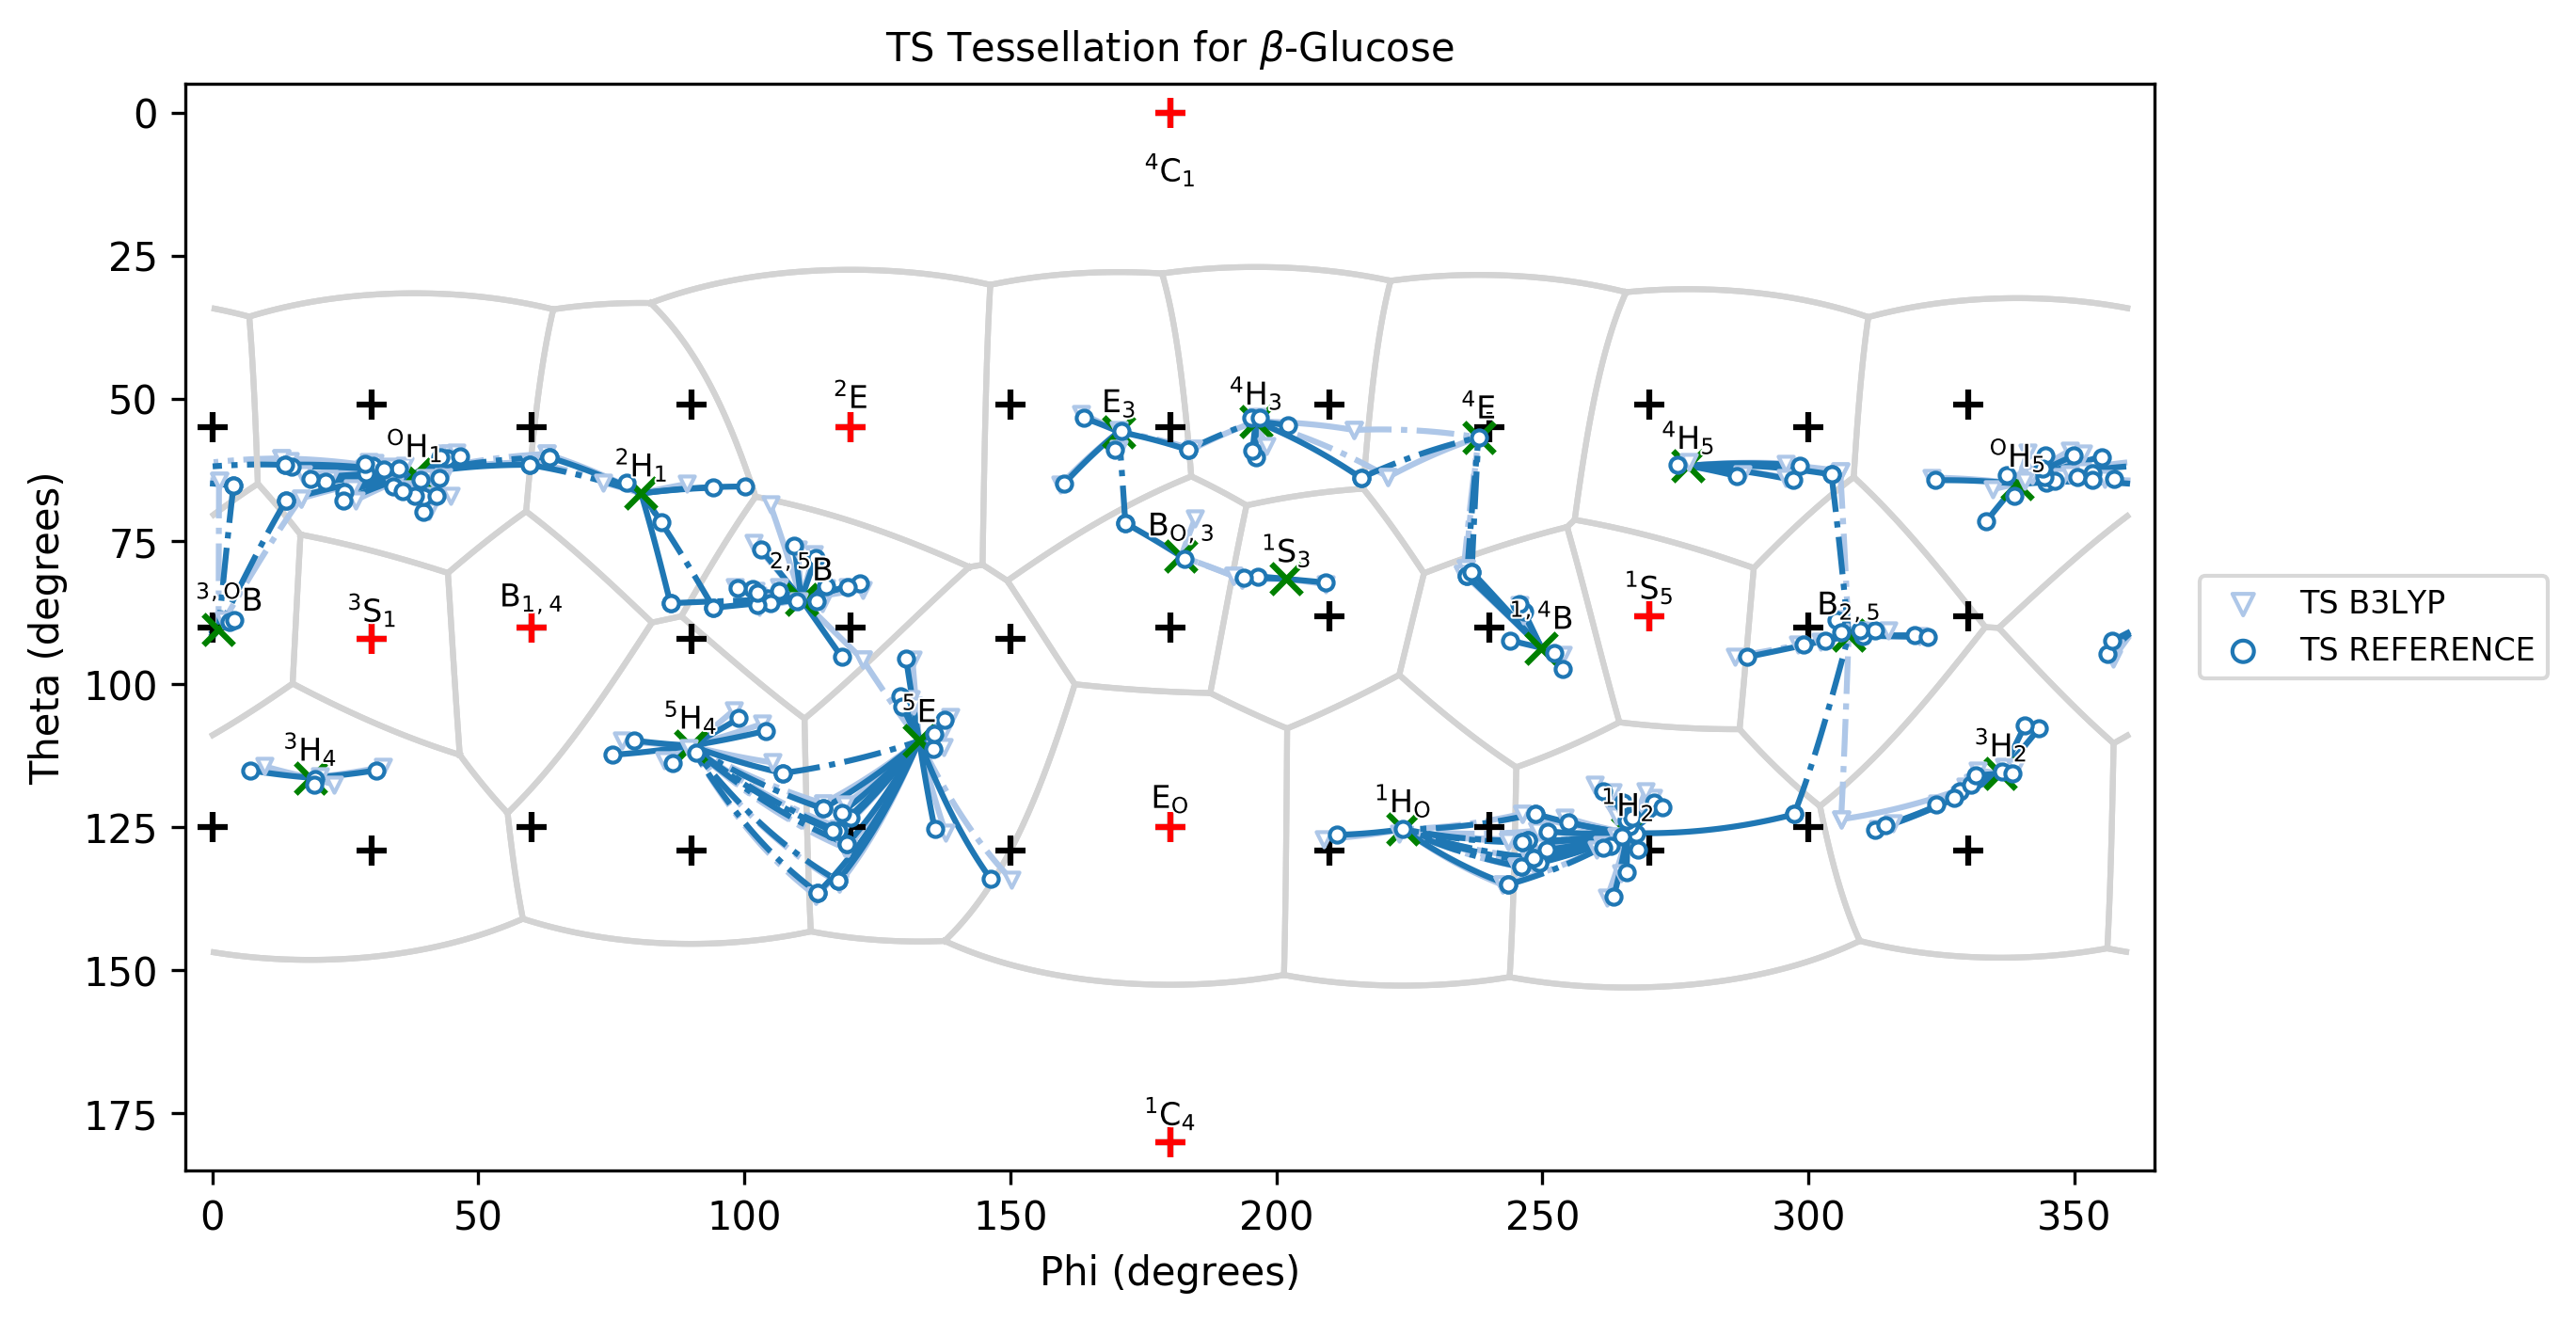 TS Tessellation for β-Glucose
0
25
50
75
100
125
150
175
Theta (degrees)
⁴C₁
²E
E₃
⁴H₃
⁴E
ᴼH₁
²H₁
⁴H₅
ᴼH₅
B_O,3
¹S₃
2,5B
3,OB
³S₁
B₁,₄
1,4B
¹S₅
B₂,₅
⁵H₄
⁵E
³H₄
³H₂
E_O
¹H_O
¹H₂
¹C₄
0
50
100
150
200
250
300
350
Phi (degrees)
TS B3LYP
TS REFERENCE